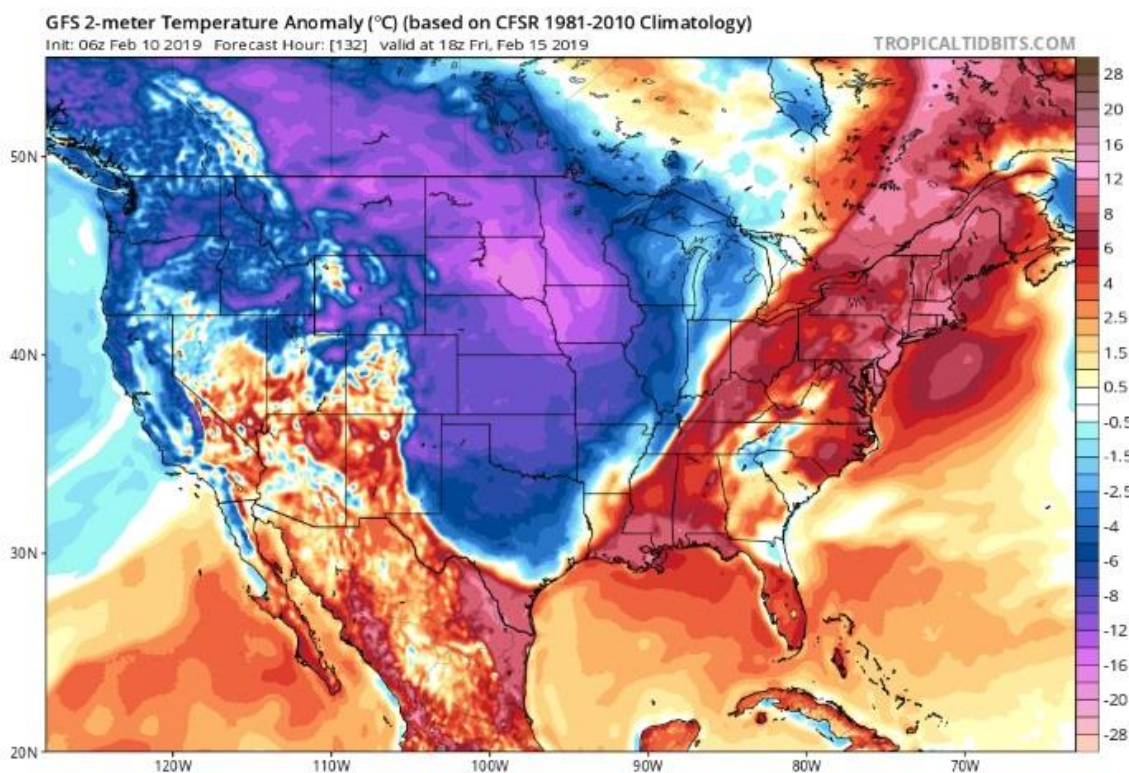 GFS 2-meter Temperature Anomaly (°C) (based on CFSR 1981-2010 Climatology)
Init: 06z Feb 10 2019 Forecast Hour: [132] valid at 18z Fri, Feb 15 2019 TROPICALTIDBITS.COM
28
20
16
12
8
50N
6
4
2.5
40N
1.5
0.5
-0.5
-1.5
-2.5
-4
30N
-6
-8
-12
-16
-20
-28
20N
120W 110W 100W 90W 80W 70W